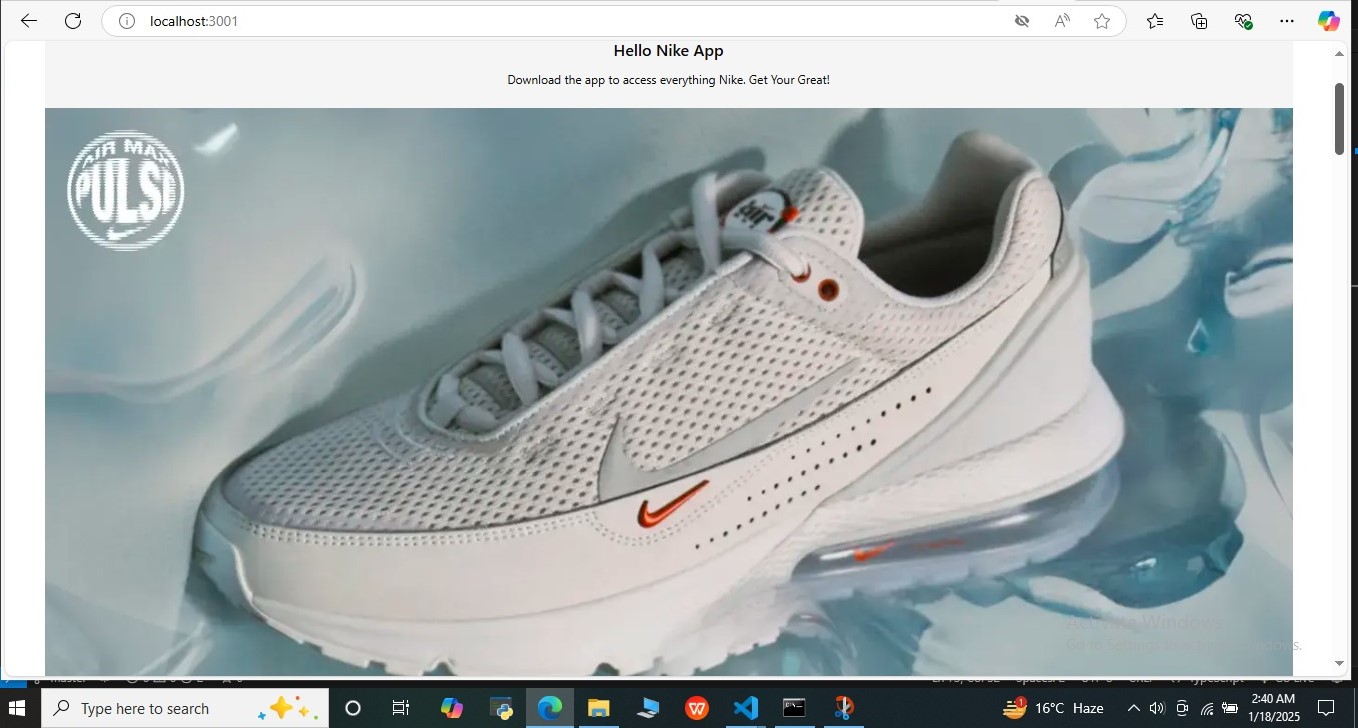 localhost:3001
Hello Nike App
Download the app to access everything Nike. Get Your Great!
AIR MAX
PULSE
air
Activate Windows
Go to Settings to activate Windows.
Type here to search
16°C Haze
2:40 AM
1/18/2025